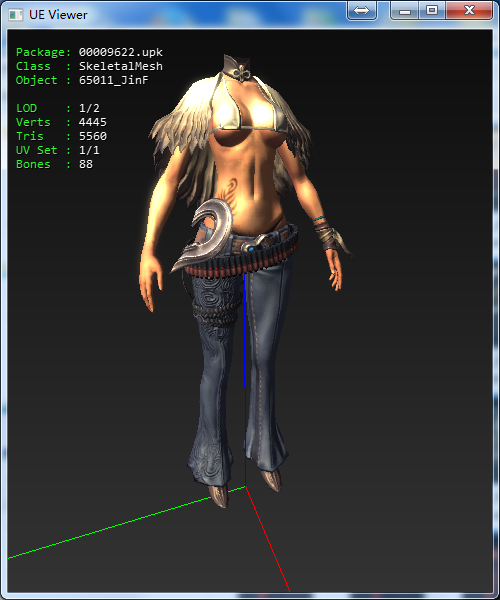 UE Viewer
Package: 00009622.upk
Class : SkeletalMesh
Object : 65011_JinF
LOD : 1/2
Verts : 4445
Tris : 5560
UV Set : 1/1
Bones : 88